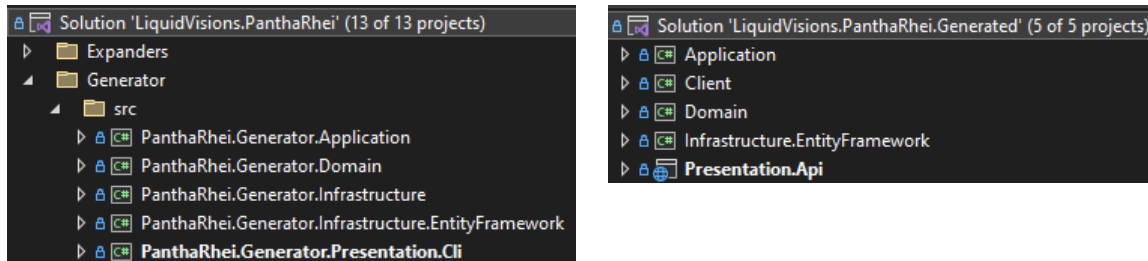 Solution 'LiquidVisions.PanthaRhei' (13 of 13 projects)
Expanders
Generator
src
C# PanthaRhei.Generator.Application
C# PanthaRhei.Generator.Domain
C# PanthaRhei.Generator.Infrastructure
C# PanthaRhei.Generator.Infrastructure.EntityFramework
C# PanthaRhei.Generator.Presentation.Cli
Solution 'LiquidVisions.PanthaRhei.Generated' (5 of 5 projects)
C# Application
C# Client
C# Domain
C# Infrastructure.EntityFramework
Presentation.Api